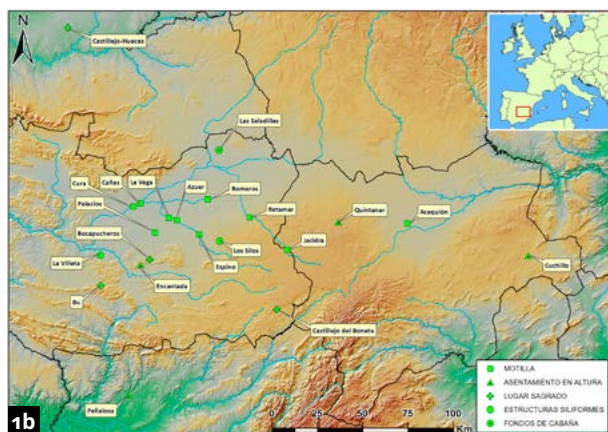 N
Castillejo-Huecas
Las Saladillas
Cañas
La Vega
Azuer
Cura
Romeros
Palacios
Retamar
Quintanar
Acequión
Bocapucheros
La Villeta
Los Silos
Jacidra
Espino
Encantada
Cuchillo
Bu
Castillejo del Bonete
Peñalosa
MOTILLA
ASENTAMIENTO EN ALTURA
LUGAR SAGRADO
ESTRUCTURAS SILIFORMES
FONDOS DE CABAÑA
0 25 50 75 100
Km
1b